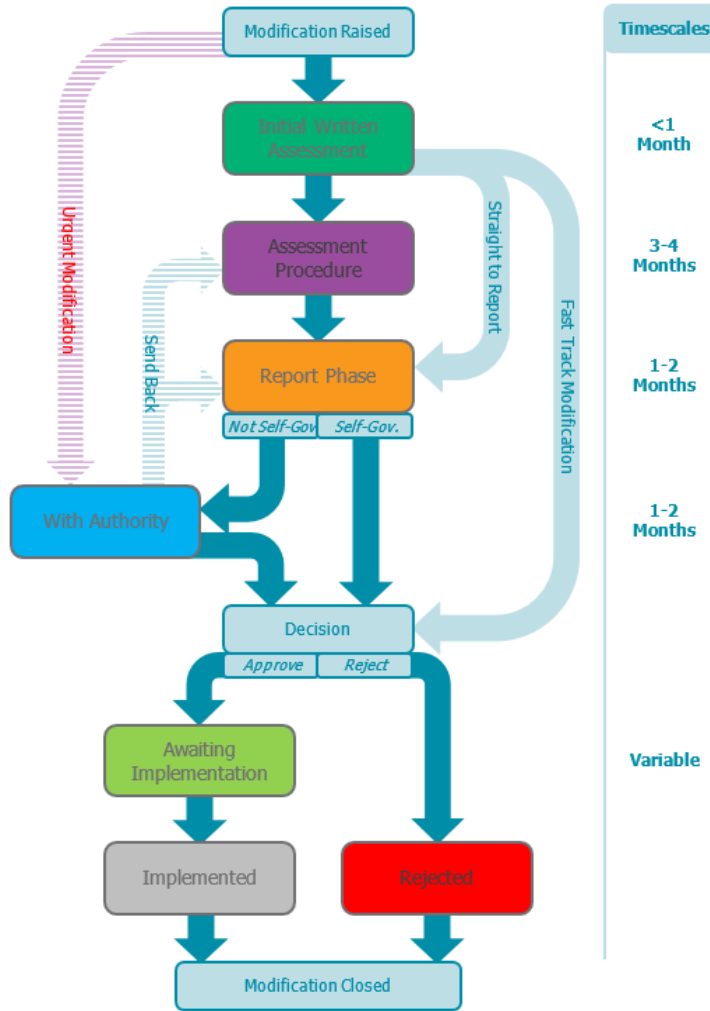 Modification Raised
Timescales
Initial Written
Assessment
<1
Month
Assessment
Procedure
3-4
Months
Straight to Report
Urgent Modification
Send Back
Fast Track Modification
Report Phase
1-2
Months
Not Self-Gov
Self-Gov.
With Authority
1-2
Months
Decision
Approve
Reject
Awaiting
Implementation
Variable
Implemented
Rejected
Modification Closed